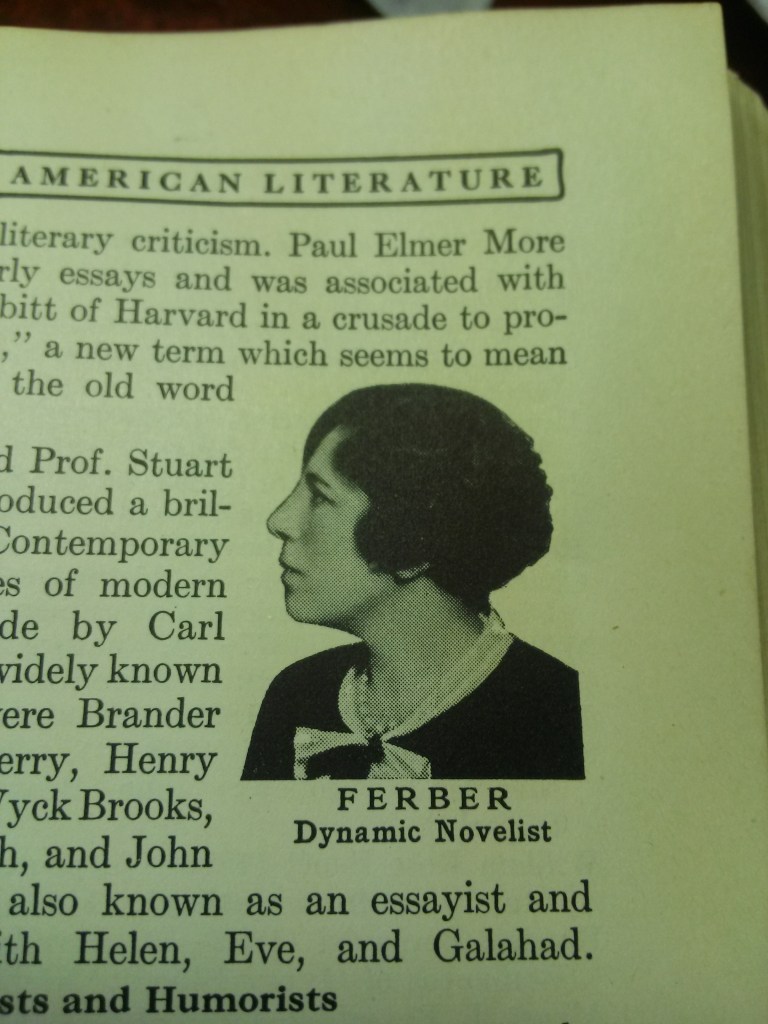 AMERICAN LITERATURE
literary criticism. Paul Elmer More
rly essays and was associated with
bitt of Harvard in a crusade to pro-
," a new term which seems to mean
the old word
d Prof. Stuart
oduced a bril-
Contemporary
es of modern
de by Carl
widely known
ere Brander
erry, Henry
Wyck Brooks,
h, and John
also known as an essayist and
ith Helen, Eve, and Galahad.
sts and Humorists
FERBER
Dynamic Novelist